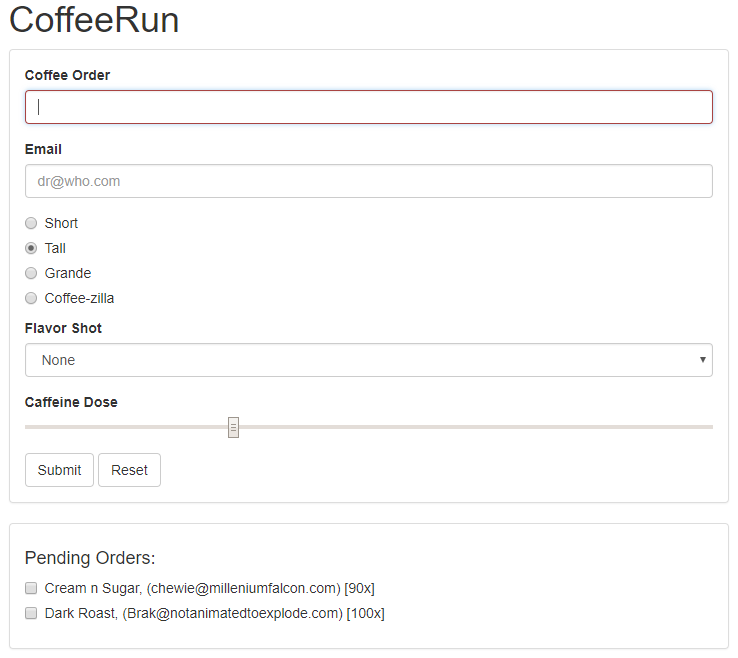 CoffeeRun
Coffee Order
Email
dr@who.com
Short
Tall
Grande
Coffee-zilla
Flavor Shot
None
Caffeine Dose
Submit Reset
Pending Orders:
Cream n Sugar, (chewie@milleniumfalcon.com) [90x]
Dark Roast, (Brak@notanimatedtoexplode.com) [100x]